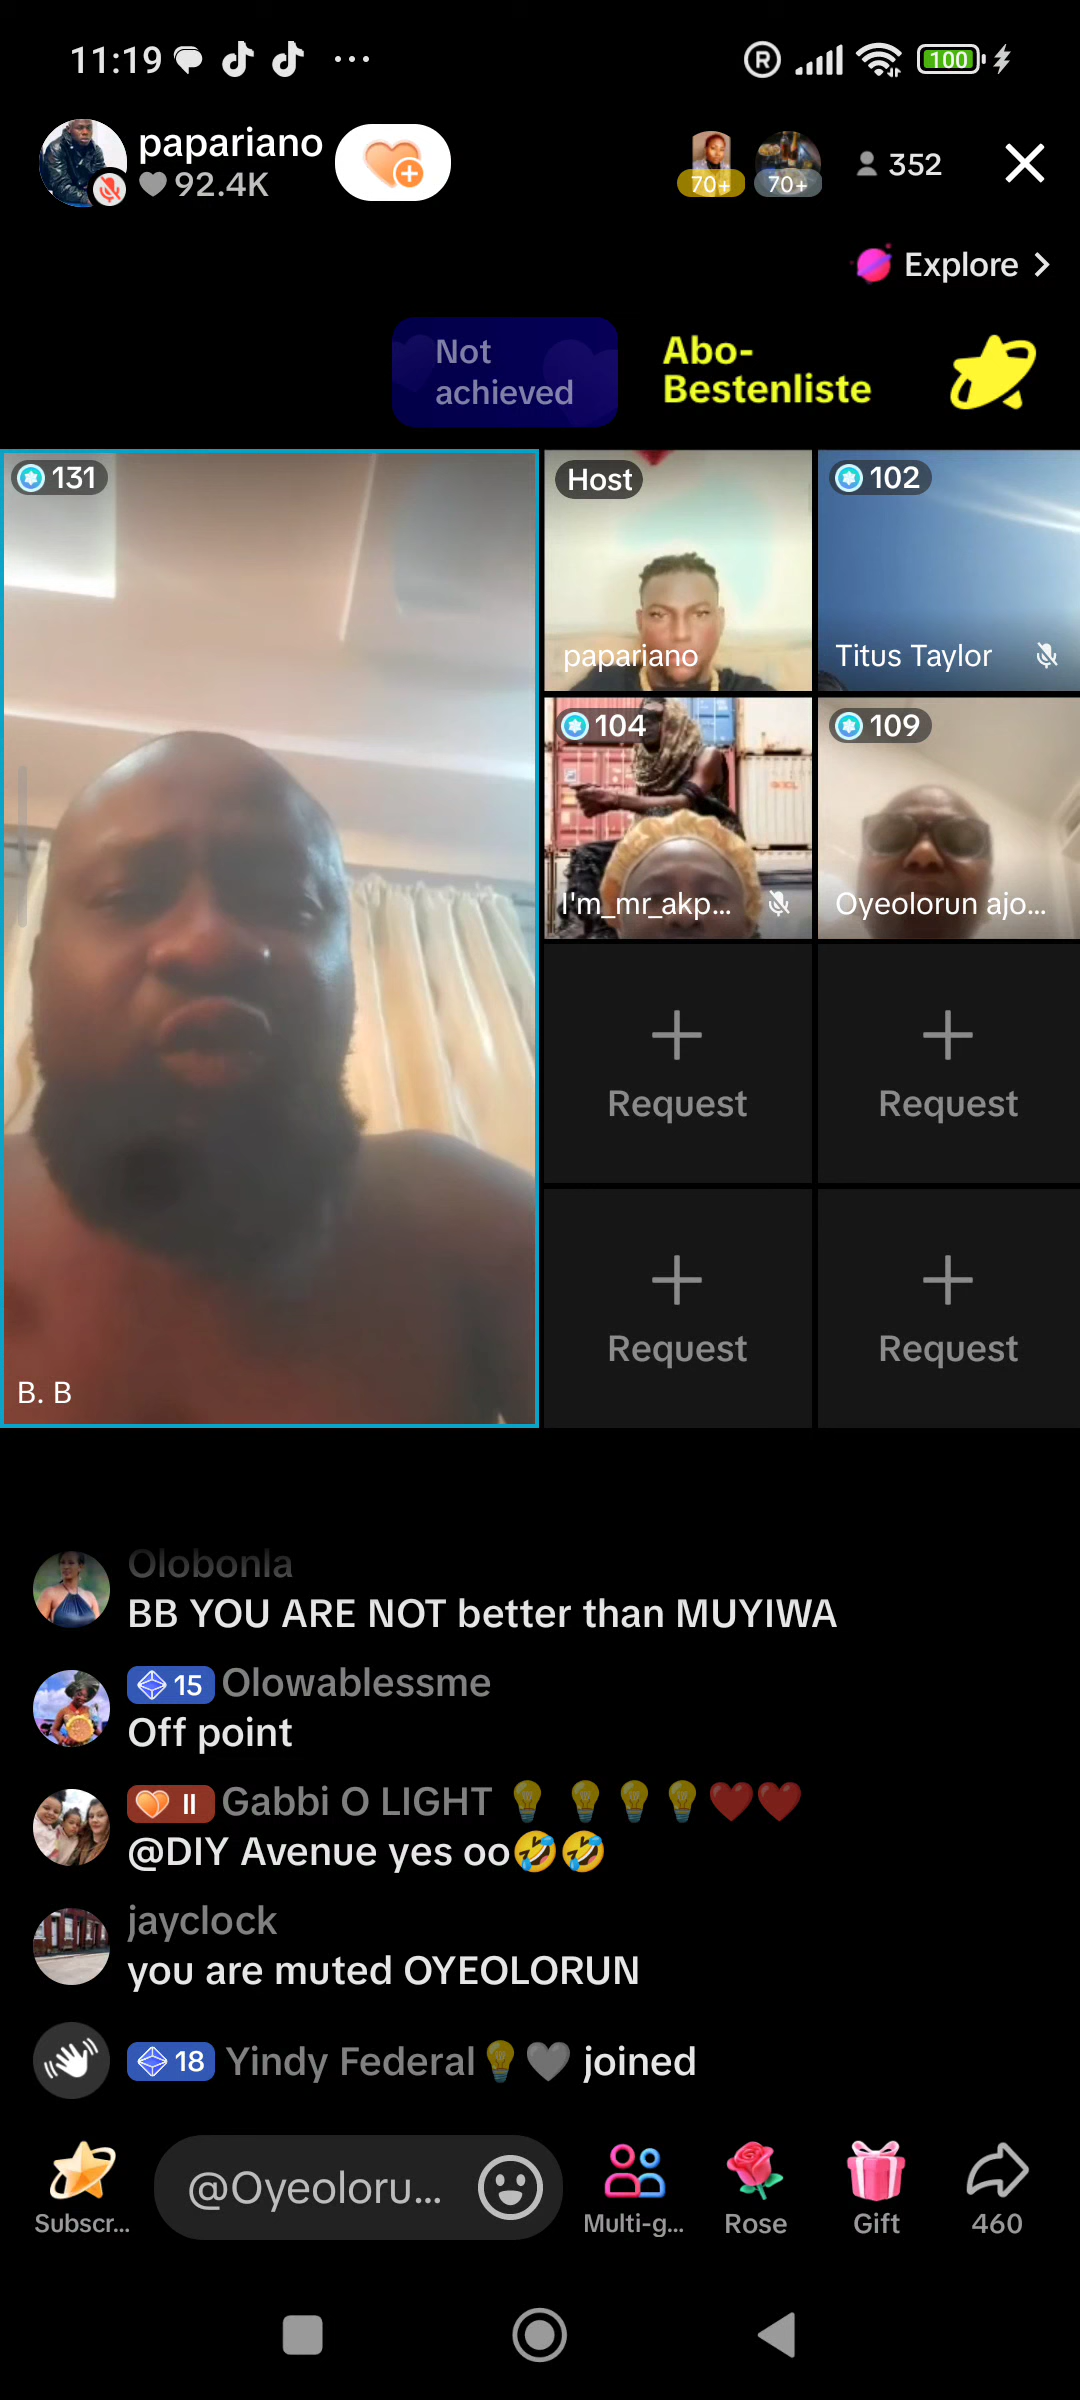 11:19
R
100
papariano
92.4K
70+
70+
352
Explore
Not
achieved
Abo-
Bestenliste
131
Host
102
papariano
Titus Taylor
104
109
I'm_mr_akp...
Oyeolorun ajo...
Request
Request
Request
Request
B. B
Olobonla
BB YOU ARE NOT better than MUYIWA
15 Olowablessme
Off point
II Gabbi O LIGHT 💡 💡💡💡❤️❤️
@DIY Avenue yes oo🤣🤣
jayclock
you are muted OYEOLORUN
18 Yindy Federal💡🤍 joined
@Oyeoloru...
Subscr...
Multi-g...
Rose
Gift
460